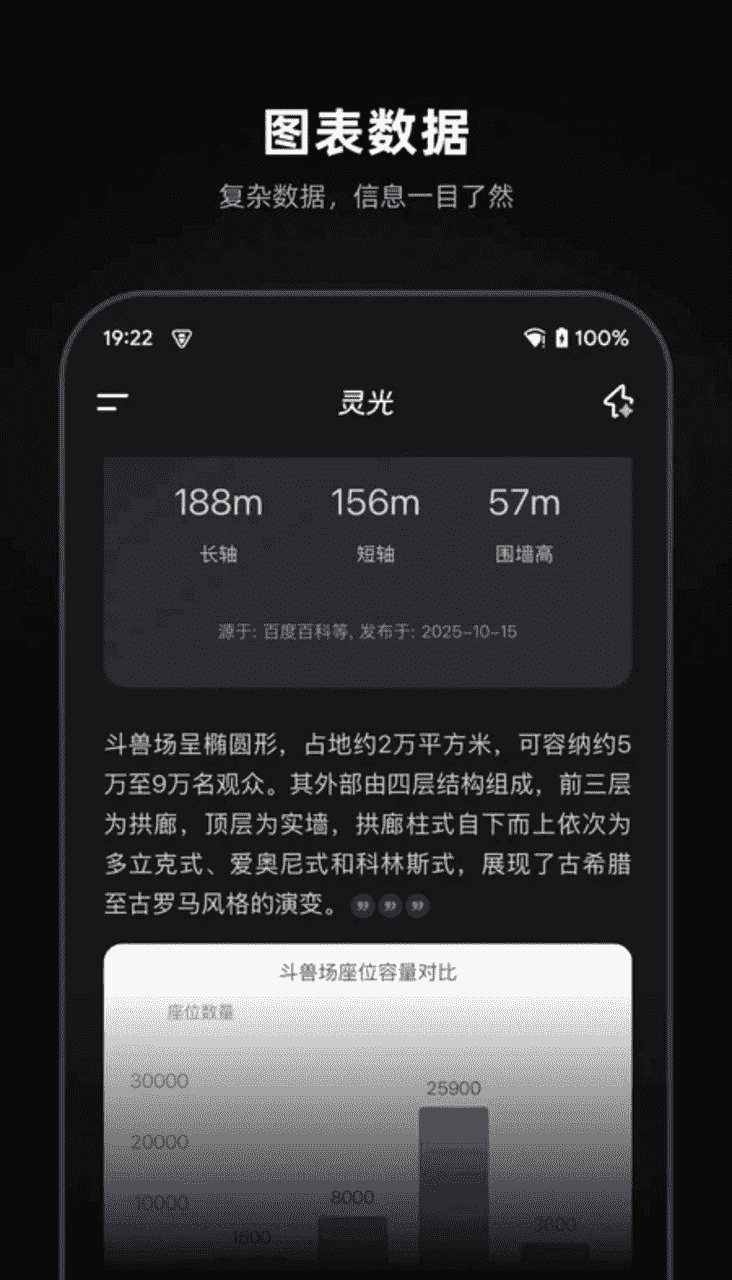 图表数据
复杂数据，信息一目了然
19:22
100%
灵光
188m 156m 57m
长轴 短轴 围墙高
源于: 百度百科等, 发布于: 2025-10-15
斗兽场呈椭圆形，占地约2万平方米，可容纳约5
万至9万名观众。其外部由四层结构组成，前三层
为拱廊，顶层为实墙，拱廊柱式自下而上依次为
多立克式、爱奥尼式和科林斯式，展现了古希腊
至古罗马风格的演变。
斗兽场座位容量对比
座位数量
30000
25900
20000
10000
8000
1500
3600